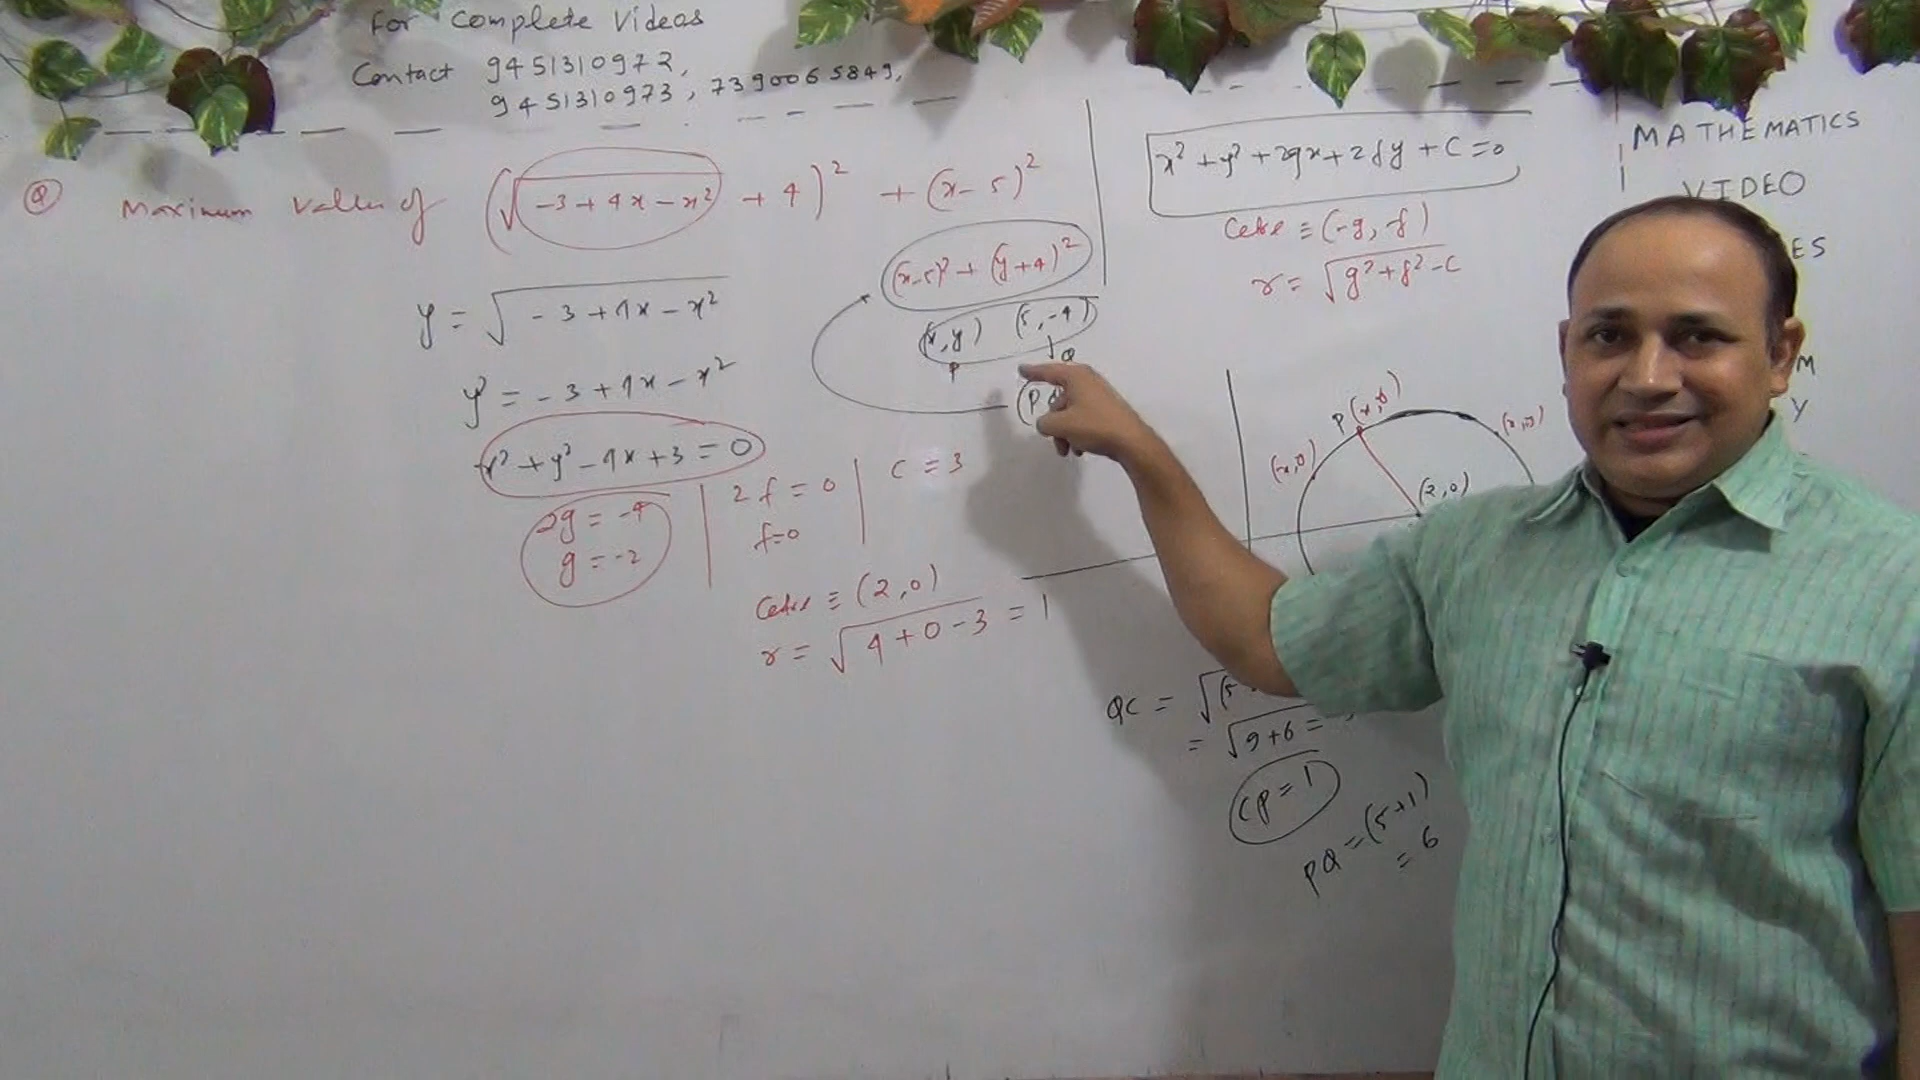 For Complete Videos
Contact 9451310972,
9451310973, 7390065849,
Q Maximum value of (√-3+4x-x² + 4)² + (x-5)²
y = √-3+4x-x²
y² = -3+4x-x²
x²+y²-4x+3=0
2g = -4
g = -2
2f = 0
f=0
C = 3
≡ (2,0)
r = √4+0-3 = 1
(x-5)² + (y+4)²
(x,y) (5,-4)
P Q
(P
x²+y²+2gx+2fy+C=0
≡ (-g,-f)
r = √g²+f²-C
P(x,y)
(x,y)
(x,y)
(2,0)
QC = √(5
= √9+6 =
CP = 1
PQ = (5+1)
= 6
MATHEMATICS
VIDEO
ES
M
Y